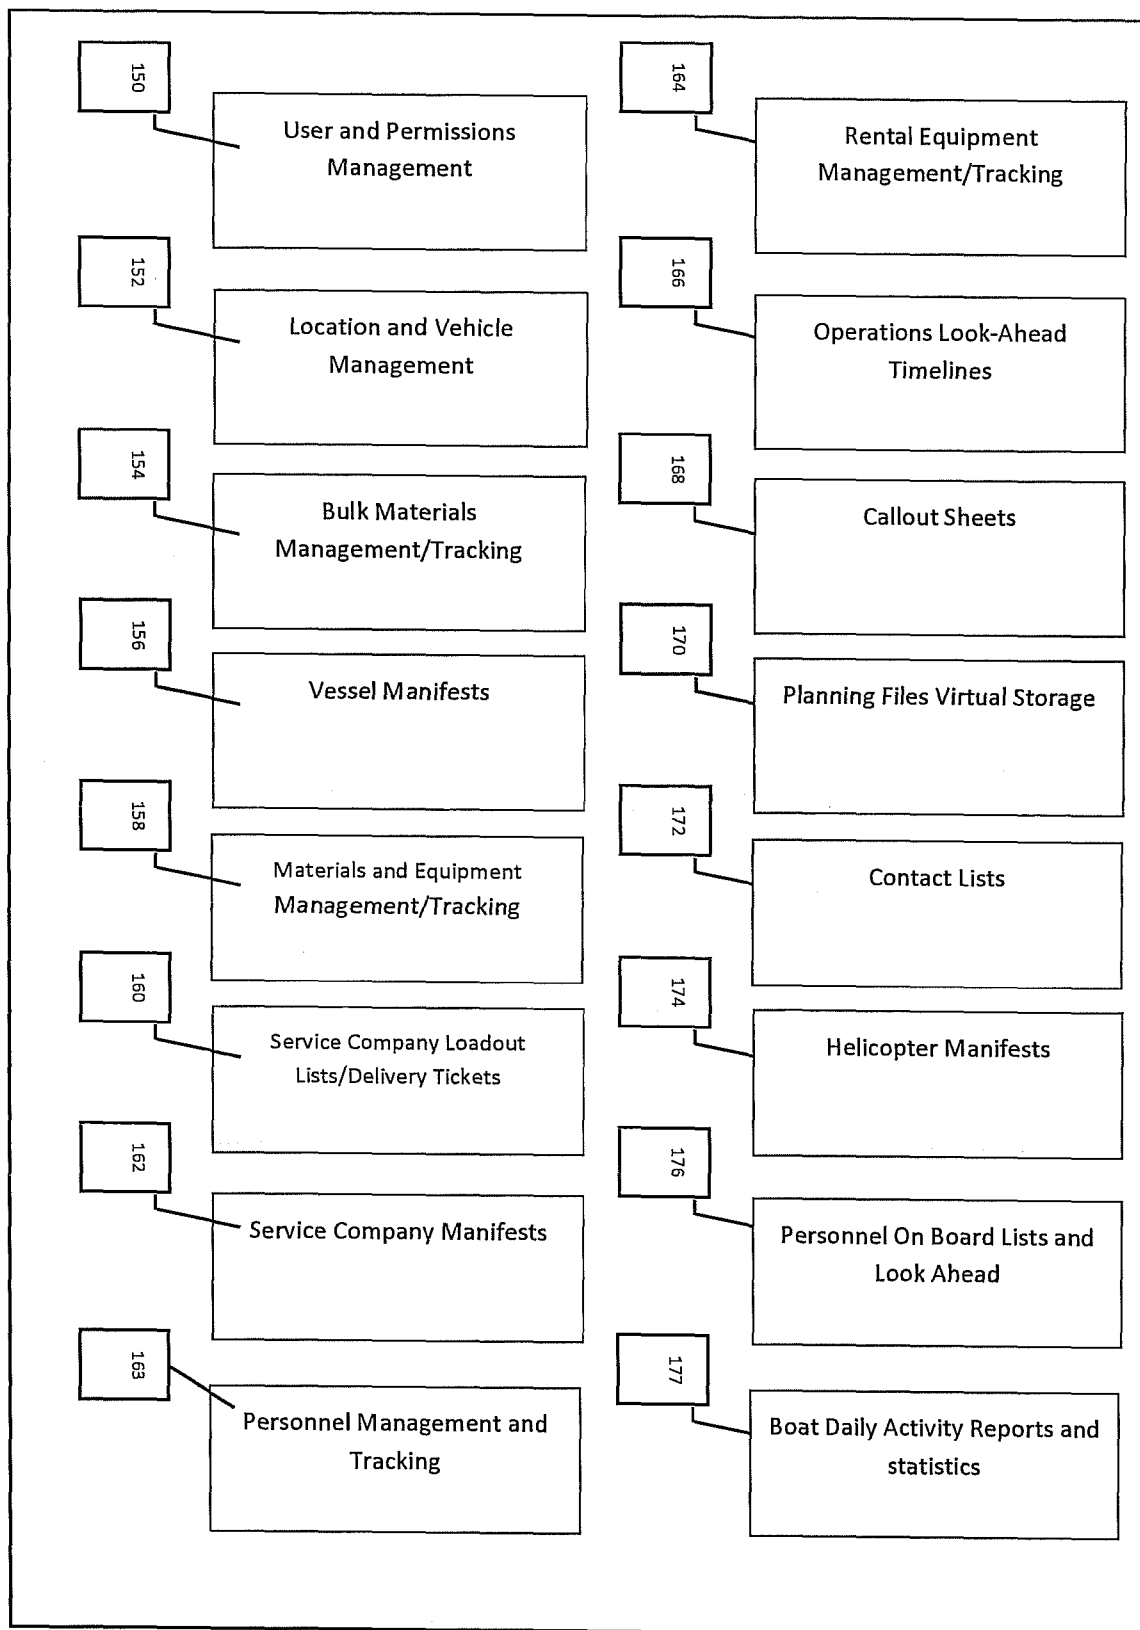 150
User and Permissions
Management
152
Location and Vehicle
Management
154
Bulk Materials
Management/Tracking
156
Vessel Manifests
158
Materials and Equipment
Management/Tracking
160
Service Company Loadout
Lists/Delivery Tickets
162
Service Company Manifests
163
Personnel Management and
Tracking
164
Rental Equipment
Management/Tracking
166
Operations Look-Ahead
Timelines
168
Callout Sheets
170
Planning Files Virtual Storage
172
Contact Lists
174
Helicopter Manifests
176
Personnel On Board Lists and
Look Ahead
177
Boat Daily Activity Reports and
statistics